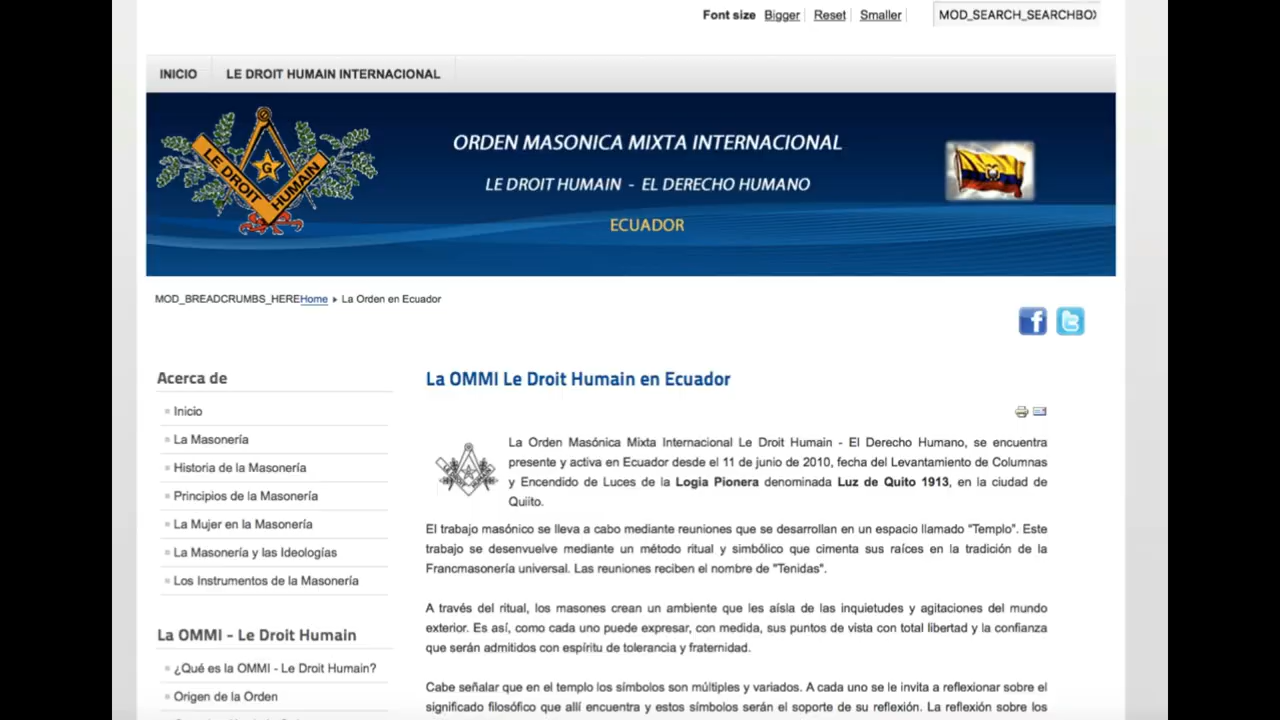 Font size Bigger Reset Smaller MOD_SEARCH_SEARCHBOX
INICIO LE DROIT HUMAIN INTERNACIONAL
LE DROIT HUMAIN
G
ORDEN MASONICA MIXTA INTERNACIONAL
LE DROIT HUMAIN - EL DERECHO HUMANO
ECUADOR
MOD_BREADCRUMBS_HEREHome La Orden en Ecuador
Acerca de
Inicio
La Masonería
Historia de la Masonería
Principios de la Masonería
La Mujer en la Masonería
La Masonería y las Ideologías
Los Instrumentos de la Masonería
La OMMI - Le Droit Humain
¿Qué es la OMMI - Le Droit Humain?
Origen de la Orden
La OMMI Le Droit Humain en Ecuador
La Orden Masónica Mixta Internacional Le Droit Humain - El Derecho Humano, se encuentra
presente y activa en Ecuador desde el 11 de junio de 2010, fecha del Levantamiento de Columnas
y Encendido de Luces de la Logia Pionera denominada Luz de Quito 1913, en la ciudad de
Quiito.
El trabajo masónico se lleva a cabo mediante reuniones que se desarrollan en un espacio llamado "Templo". Este
trabajo se desenvuelve mediante un método ritual y simbólico que cimenta sus raíces en la tradición de la
Francmasonería universal. Las reuniones reciben el nombre de "Tenidas".
A través del ritual, los masones crean un ambiente que les aísla de las inquietudes y agitaciones del mundo
exterior. Es así, como cada uno puede expresar, con medida, sus puntos de vista con total libertad y la confianza
que serán admitidos con espíritu de tolerancia y fraternidad.
Cabe señalar que en el templo los símbolos son múltiples y variados. A cada uno se le invita a reflexionar sobre el
significado filosófico que allí encuentra y estos símbolos serán el soporte de su reflexión. La reflexión sobre los